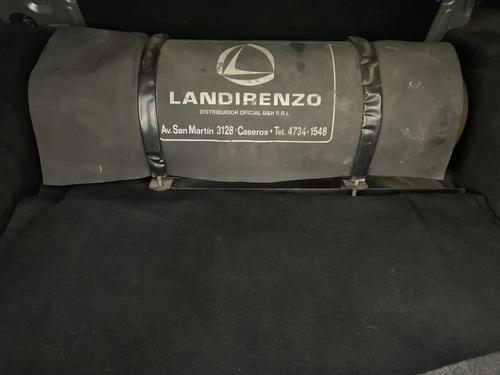 LANDIRENZO
DISTRIBUIDOR OFICIAL B&H S.R.L
Av. San Martín 3128 - Caseros • Tel. 4734-1548